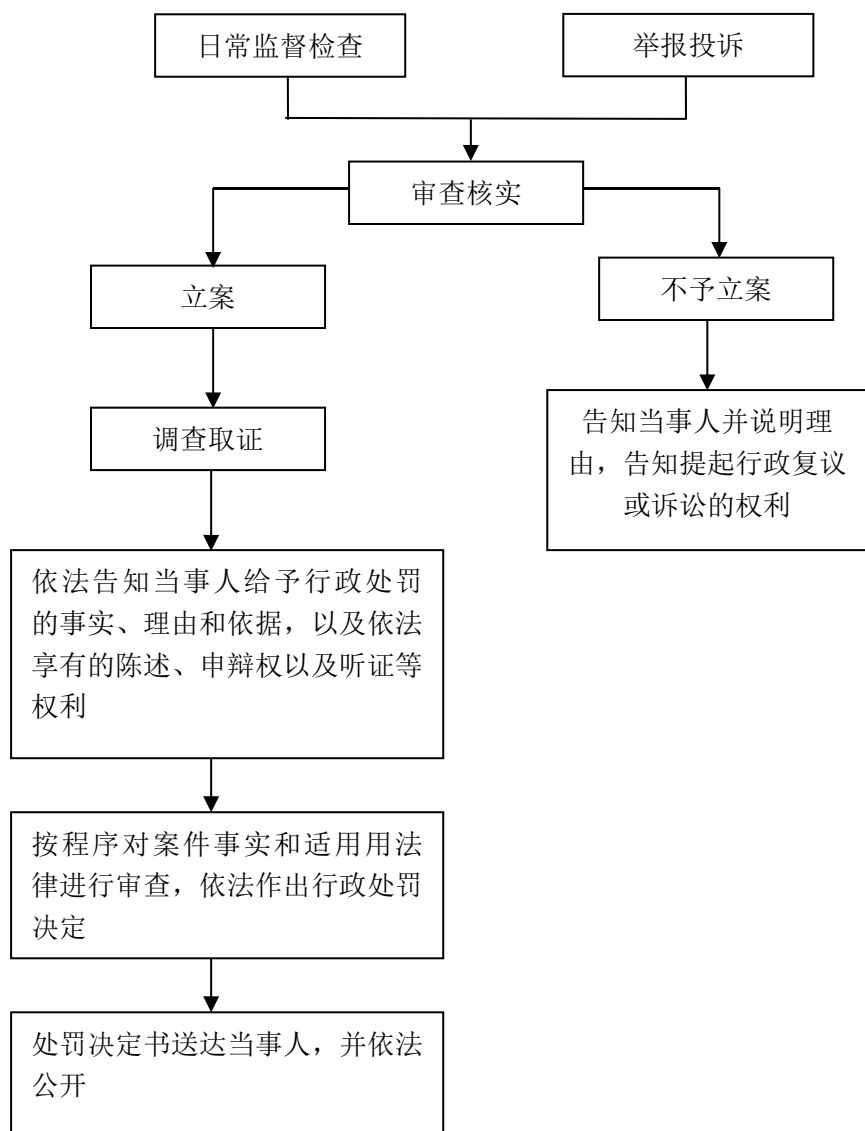 日常监督检查
举报投诉
审查核实
立案
不予立案
调查取证
告知当事人并说明理
由，告知提起行政复议
或诉讼的权利
依法告知当事人给予行政处罚
的事实、理由和依据，以及依法
享有的陈述、申辩权以及听证等
权利
按程序对案件事实和适用用法
律进行审查，依法作出行政处罚
决定
处罚决定书送达当事人，并依法
公开